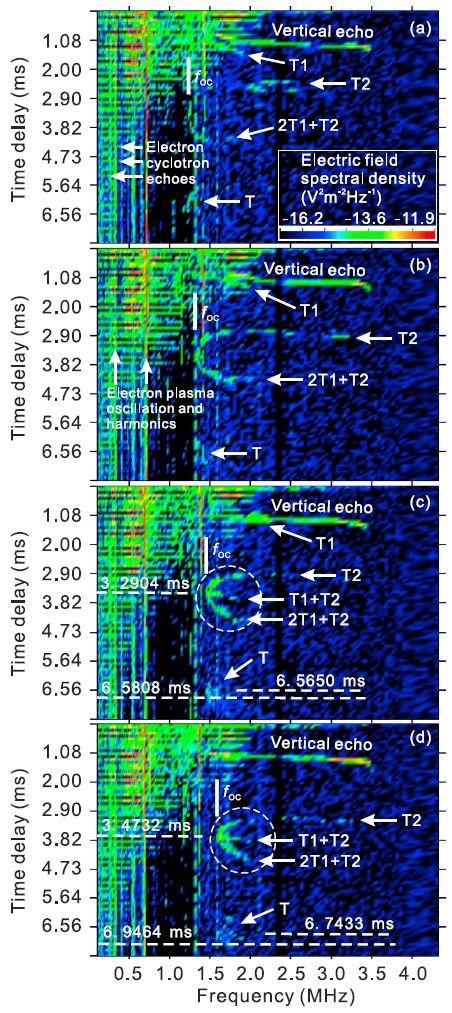 (a)
Vertical echo
T1
f_oc
T2
2T1+T2
Electron
cyclotron
echoes
T
Electric field
spectral density
(V²m⁻²Hz⁻¹)
-16.2 -13.6 -11.9
Time delay (ms)
1.08
2.00
2.90
3.82
4.73
5.64
6.56
(b)
Vertical echo
T1
f_oc
T2
2T1+T2
Electron plasma
oscillation and
harmonics
T
Time delay (ms)
1.08
2.00
2.90
3.82
4.73
5.64
6.56
(c)
Vertical echo
T1
f_oc
T2
3.2904 ms
T1+T2
2T1+T2
T
6.5650 ms
6.5808 ms
Time delay (ms)
1.08
2.00
2.90
3.82
4.73
5.64
6.56
(d)
Vertical echo
f_oc
T2
3.4732 ms
T1+T2
2T1+T2
T
6.7433 ms
6.9464 ms
Time delay (ms)
1.08
2.00
2.90
3.82
4.73
5.64
6.56
0.5 1.0 1.5 2.0 2.5 3.0 3.5 4.0
Frequency (MHz)